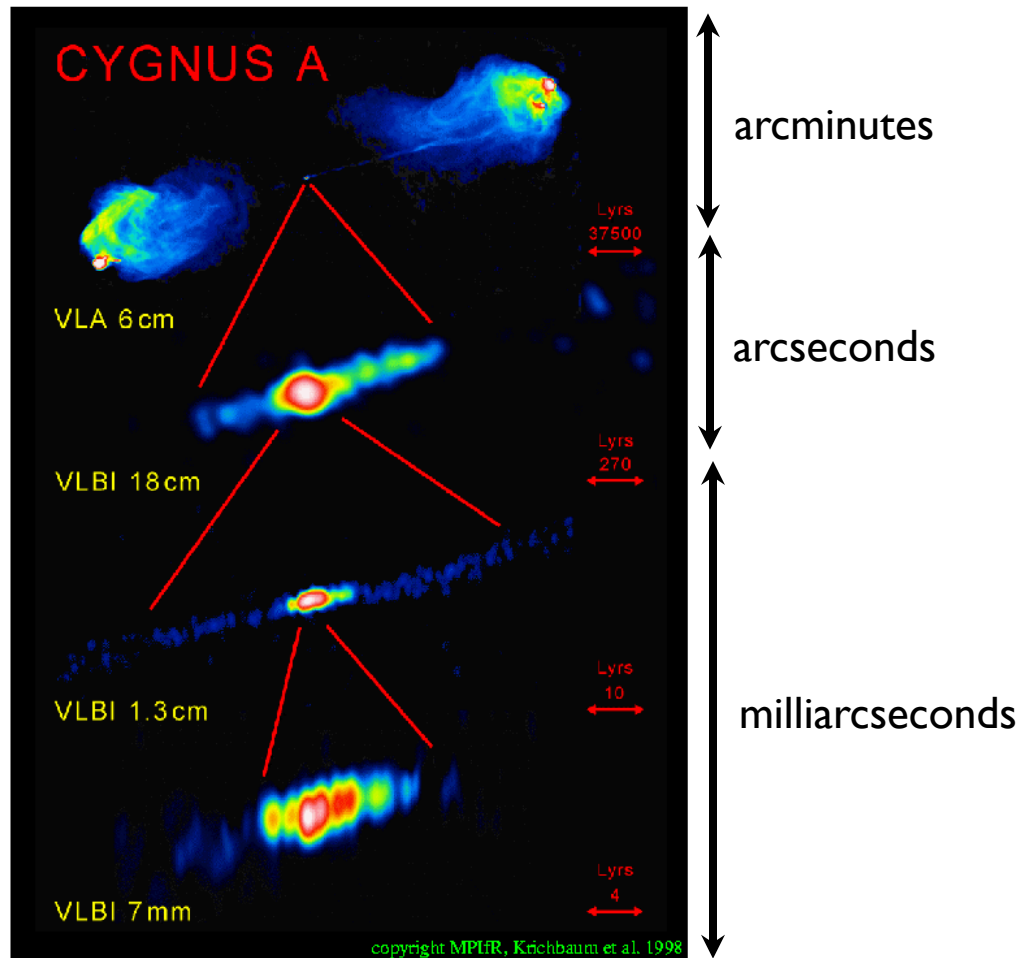 CYGNUS A
arcminutes
Lyrs
37500
VLA 6cm
arcseconds
Lyrs
270
VLBI 18cm
Lyrs
10
VLBI 1.3cm
milliarcseconds
Lyrs
4
VLBI 7mm
copyright MPIfR, Krichbaum et al. 1998